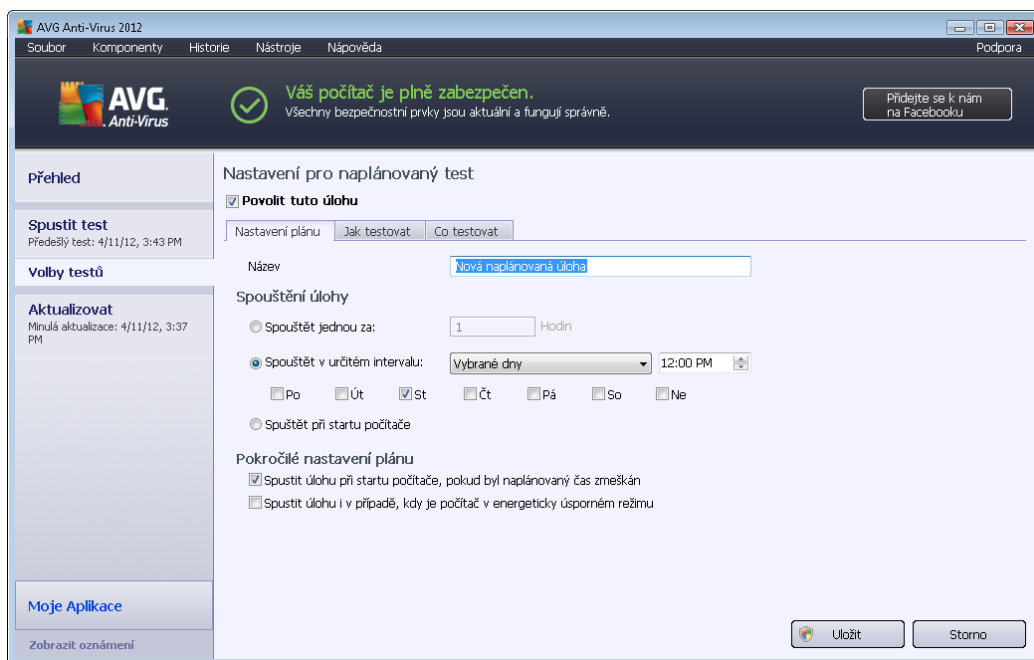 AVG Anti-Virus 2012
Soubor Komponenty Historie Nástroje Nápověda Podpora
AVG.
Anti-Virus
Váš počítač je plně zabezpečen.
Všechny bezpečnostní prvky jsou aktuální a fungují správně.
Přidejte se k nám
na Facebooku
Přehled
Spustit test
Předešlý test: 4/11/12, 3:43 PM
Volby testů
Aktualizovat
Minulá aktualizace: 4/11/12, 3:37
PM
Moje Aplikace
Zobrazit oznámení
Nastavení pro naplánovaný test
Povolit tuto úlohu
Nastavení plánu Jak testovat Co testovat
Název Nová naplánovaná úloha
Spouštění úlohy
Spouštět jednou za: 1 Hodin
Spouštět v určitém intervalu: Vybrané dny 12:00 PM
Po Út St Čt Pá So Ne
Spuštět při startu počítače
Pokročilé nastavení plánu
Spustit úlohu při startu počítače, pokud byl naplánovaný čas zmeškán
Spustit úlohu i v případě, kdy je počítač v energeticky úsporném režimu
Uložit Storno